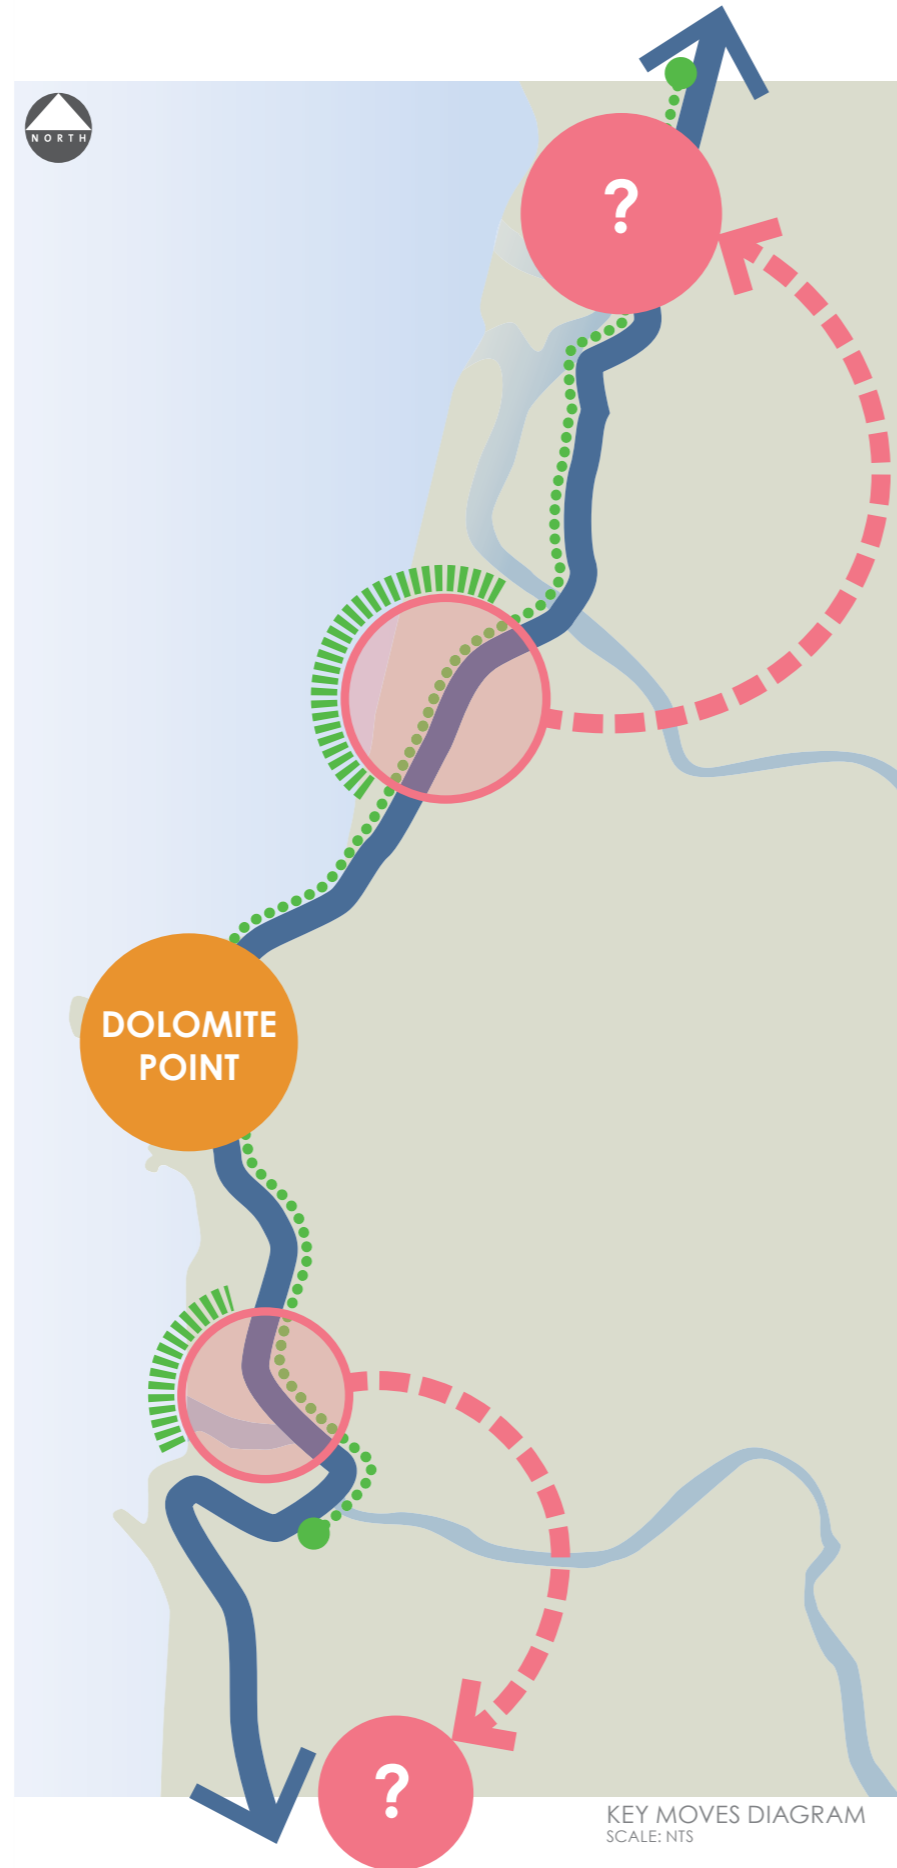 NORTH
?
DOLOMITE
POINT
?
KEY MOVES DIAGRAM
SCALE: NTS